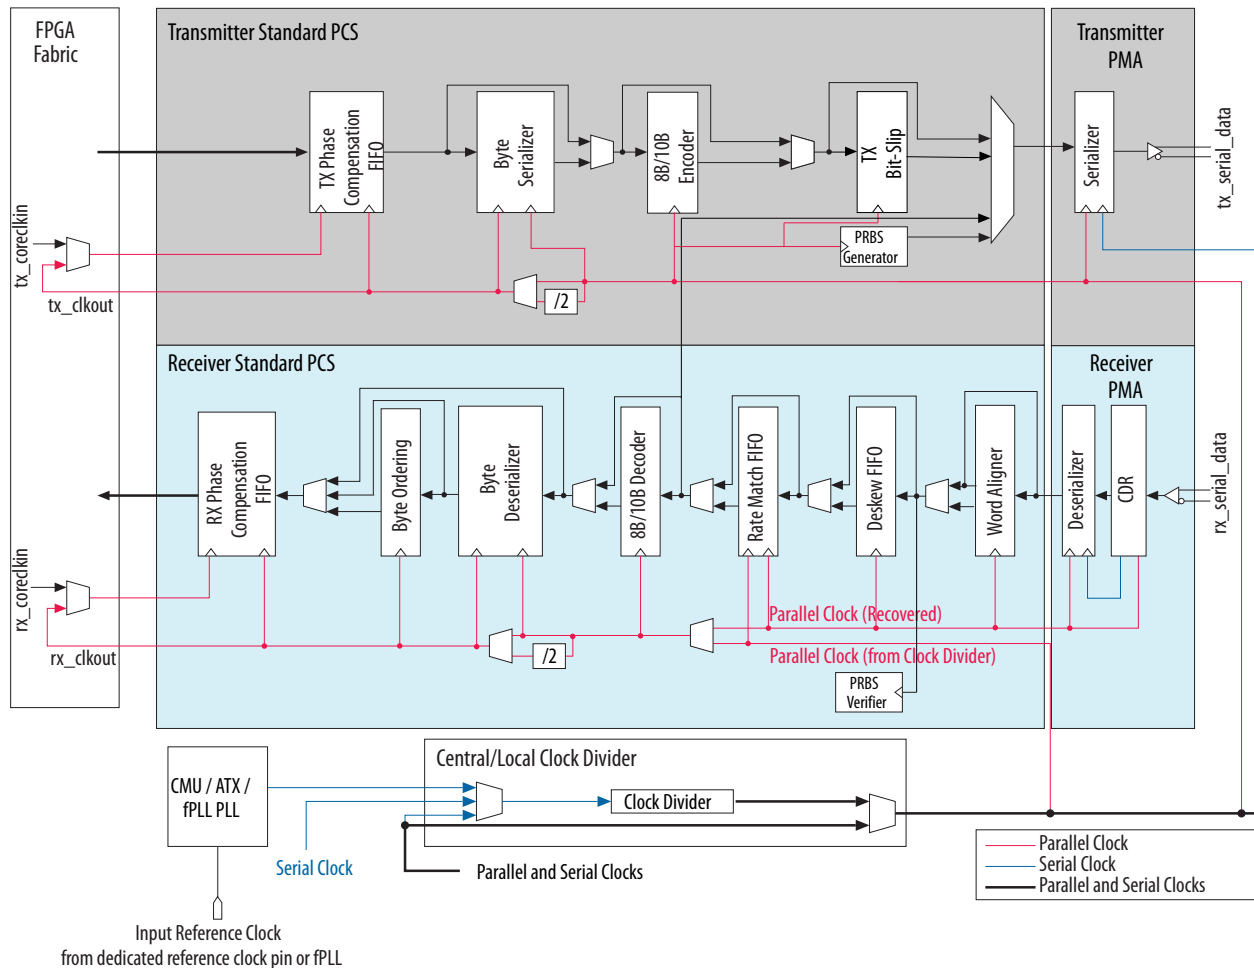 FPGA
Fabric
Transmitter Standard PCS
Transmitter
PMA
TX Phase
Compensation
FIFO
Byte
Serializer
8B/10B
Encoder
TX
Bit-Slip
PRBS
Generator
Serializer
tx_serial_data
tx_coreclkin
tx_clkout
/2
Receiver Standard PCS
Receiver
PMA
RX Phase
Compensation
FIFO
Byte Ordering
Byte
Deserializer
8B/10B Decoder
Rate Match FIFO
Deskew FIFO
Word Aligner
Deserializer
CDR
rx_serial_data
rx_coreclkin
rx_clkout
/2
Parallel Clock (Recovered)
Parallel Clock (from Clock Divider)
PRBS
Verifier
CMU / ATX /
fPLL PLL
Central/Local Clock Divider
Clock Divider
Serial Clock
Parallel and Serial Clocks
Parallel Clock
Serial Clock
Parallel and Serial Clocks
Input Reference Clock
from dedicated reference clock pin or fPLL